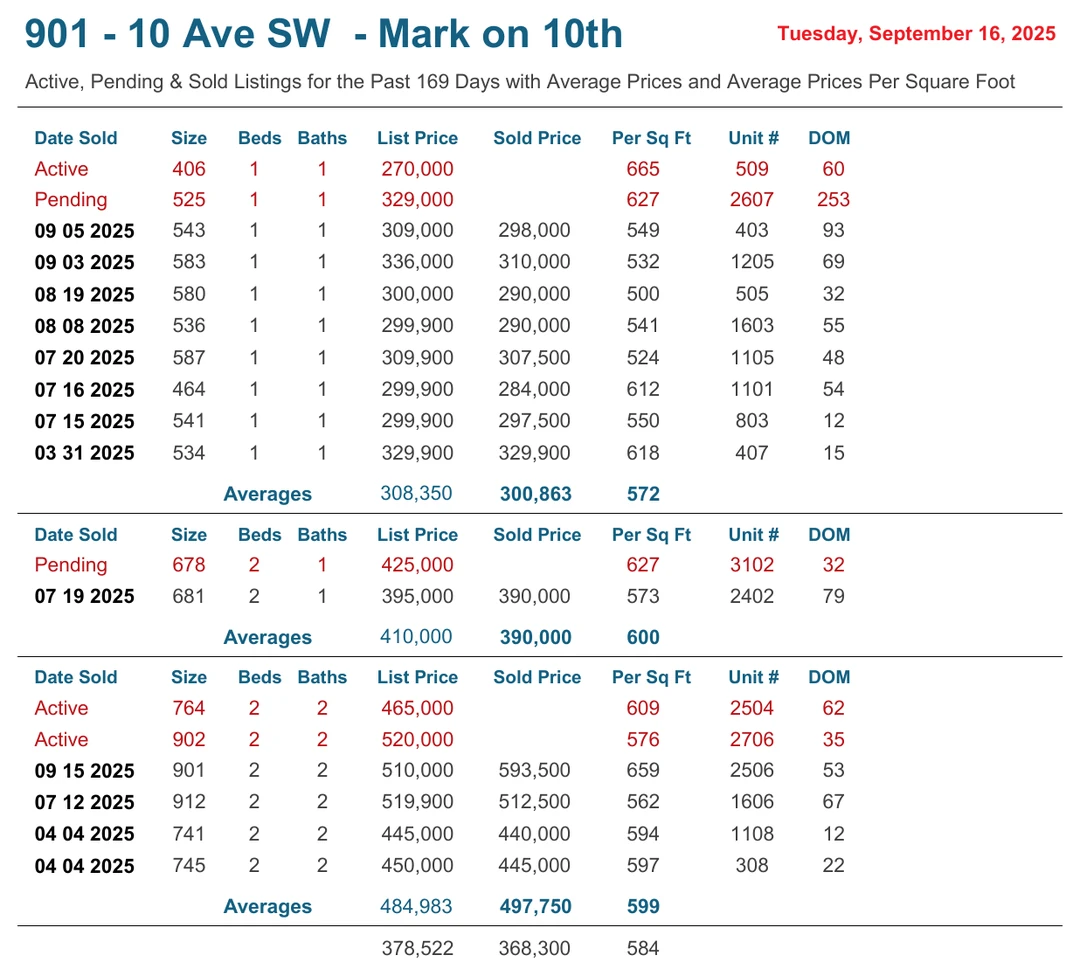 901 - 10 Ave SW - Mark on 10th Tuesday, September 16, 2025
Active, Pending & Sold Listings for the Past 169 Days with Average Prices and Average Prices Per Square Foot
Date Sold Size Beds Baths List Price Sold Price Per Sq Ft Unit # DOM
Active 406 1 1 270,000 665 509 60
Pending 525 1 1 329,000 627 2607 253
09 05 2025 543 1 1 309,000 298,000 549 403 93
09 03 2025 583 1 1 336,000 310,000 532 1205 69
08 19 2025 580 1 1 300,000 290,000 500 505 32
08 08 2025 536 1 1 299,900 290,000 541 1603 55
07 20 2025 587 1 1 309,900 307,500 524 1105 48
07 16 2025 464 1 1 299,900 284,000 612 1101 54
07 15 2025 541 1 1 299,900 297,500 550 803 12
03 31 2025 534 1 1 329,900 329,900 618 407 15
Averages 308,350 300,863 572
Date Sold Size Beds Baths List Price Sold Price Per Sq Ft Unit # DOM
Pending 678 2 1 425,000 627 3102 32
07 19 2025 681 2 1 395,000 390,000 573 2402 79
Averages 410,000 390,000 600
Date Sold Size Beds Baths List Price Sold Price Per Sq Ft Unit # DOM
Active 764 2 2 465,000 609 2504 62
Active 902 2 2 520,000 576 2706 35
09 15 2025 901 2 2 510,000 593,500 659 2506 53
07 12 2025 912 2 2 519,900 512,500 562 1606 67
04 04 2025 741 2 2 445,000 440,000 594 1108 12
04 04 2025 745 2 2 450,000 445,000 597 308 22
Averages 484,983 497,750 599
378,522 368,300 584